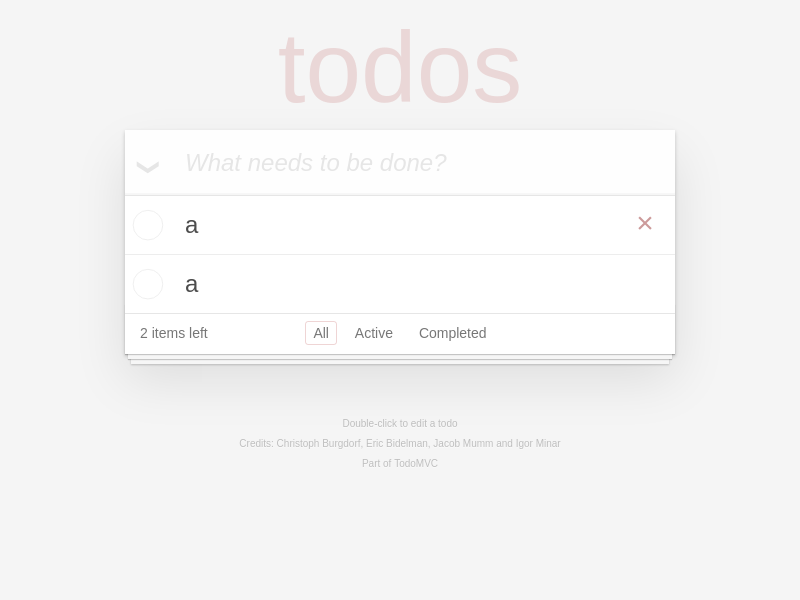 todos
What needs to be done?
a
a
2 items left All Active Completed
Double-click to edit a todo
Credits: Christoph Burgdorf, Eric Bidelman, Jacob Mumm and Igor Minar
Part of TodoMVC